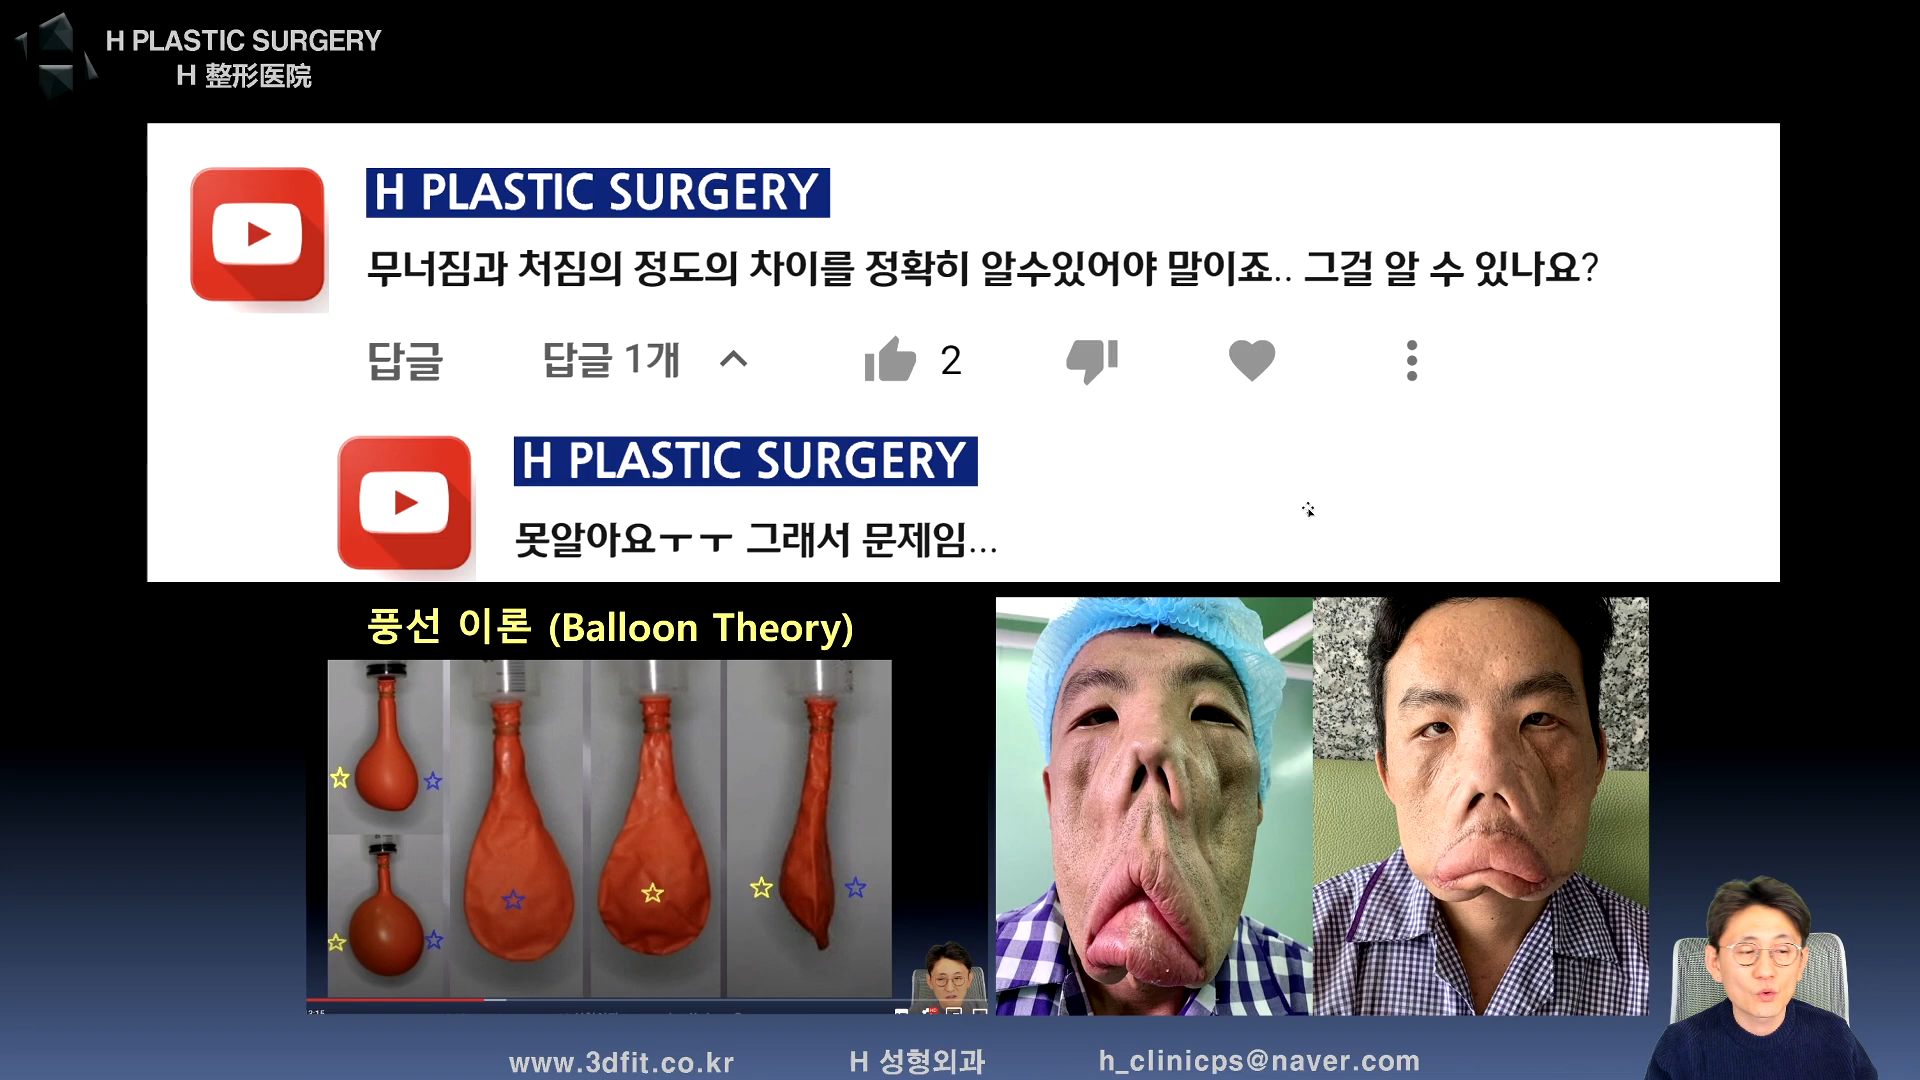 H PLASTIC SURGERY
H 整形医院
H PLASTIC SURGERY
무너짐과 처짐의 정도의 차이를 정확히 알수있어야 말이죠.. 그걸 알 수 있나요?
답글 답글 1개 2
H PLASTIC SURGERY
못알아요ㅜㅜ 그래서 문제임...
풍선 이론 (Balloon Theory)
3:15
www.3dfit.co.kr H 성형외과 h_clinicps@naver.com